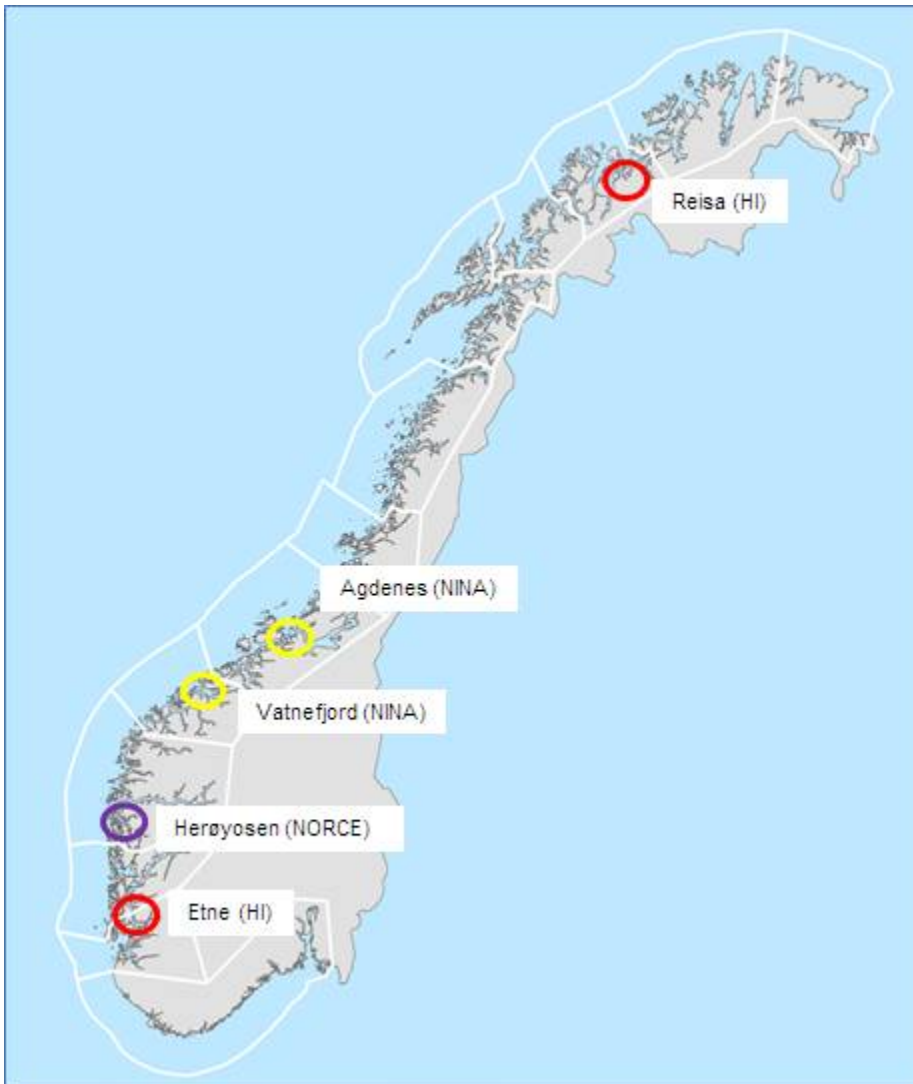 Reisa (HI)
Agdenes (NINA)
Vatnefjord (NINA)
Herøyosen (NORCE)
Etne (HI)